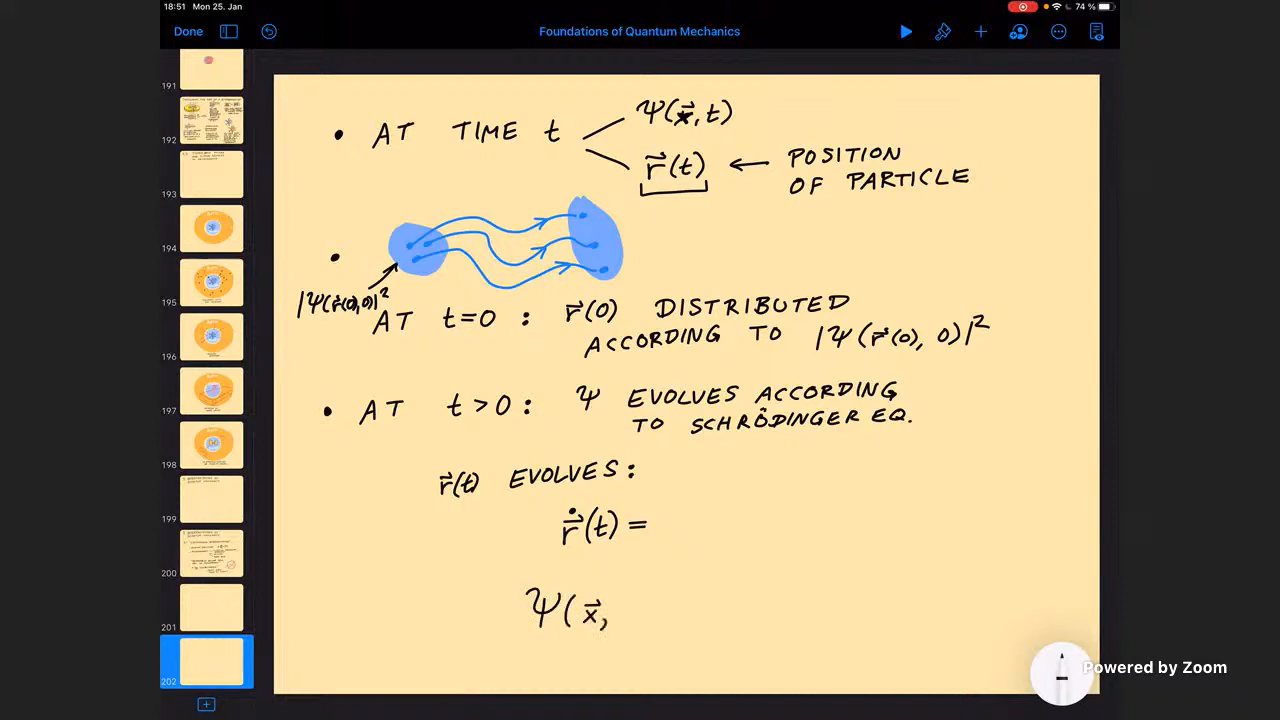 18:51 Mon 25. Jan
74 %
Done
Foundations of Quantum Mechanics
191
192
193
194
195
196
197
198
199
200
201
202
• AT TIME t
Ψ(x⃗, t)
r⃗(t) ← POSITION
OF PARTICLE
•
|Ψ(r⃗(0),0)|²
AT t=0 : r⃗(0) DISTRIBUTED
ACCORDING TO |Ψ(r⃗(0), 0)|²
• AT t>0: Ψ EVOLVES ACCORDING
TO SCHRÖDINGER EQ.
r⃗(t) EVOLVES:
ṙ⃗(t) =
Ψ(x⃗,
Powered by Zoom